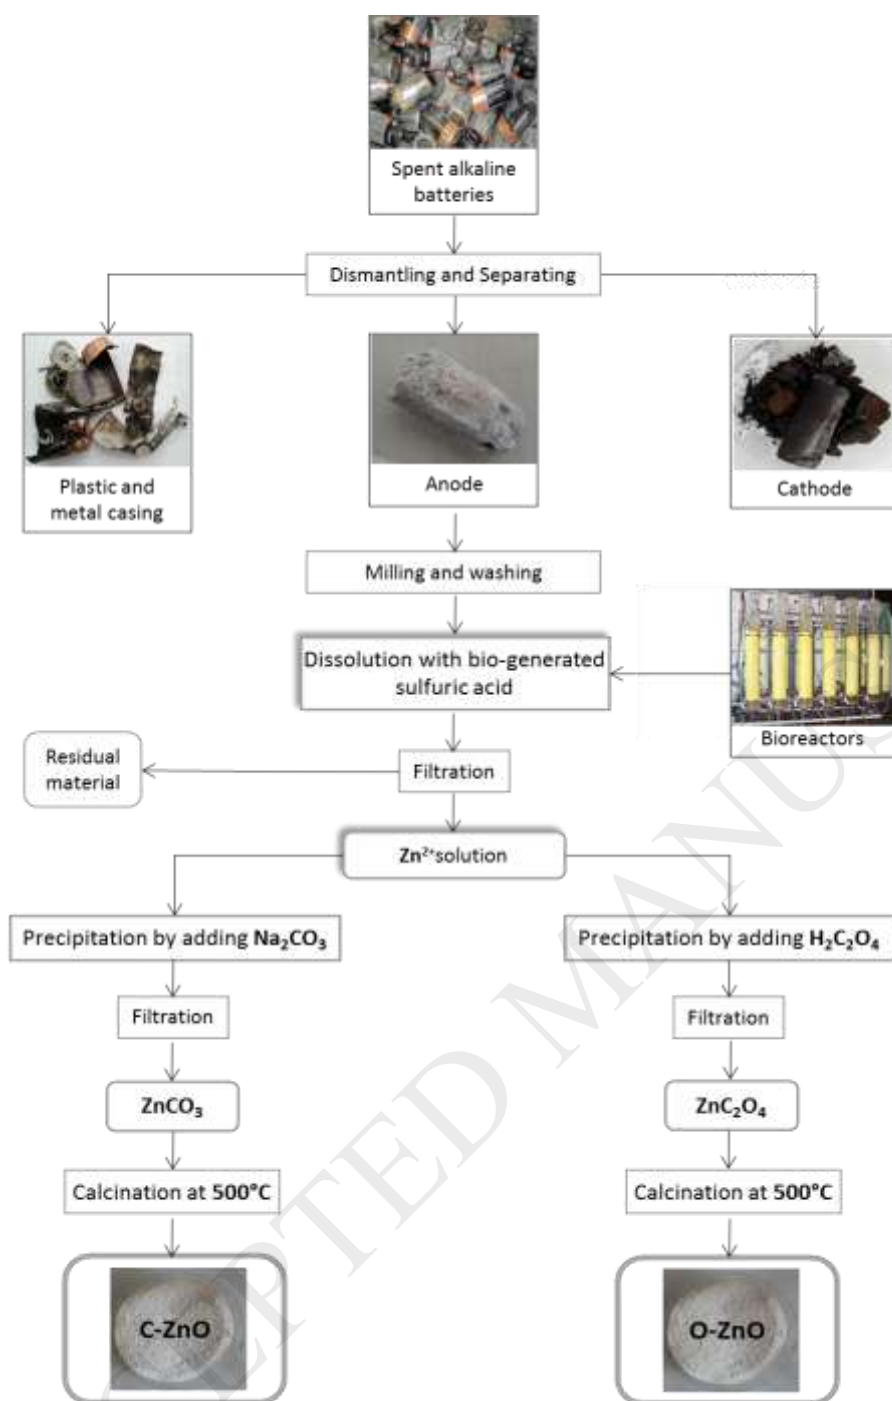 Spent alkaline
batteries
Dismantling and Separating
Plastic and
metal casing
Anode
Cathode
Milling and washing
Dissolution with bio-generated
sulfuric acid
Bioreactors
Residual
material
Filtration
Zn²⁺solution
Precipitation by adding Na₂CO₃
Precipitation by adding H₂C₂O₄
Filtration
Filtration
ZnCO₃
ZnC₂O₄
Calcination at 500°C
Calcination at 500°C
C-ZnO
O-ZnO
EPTED MANUS